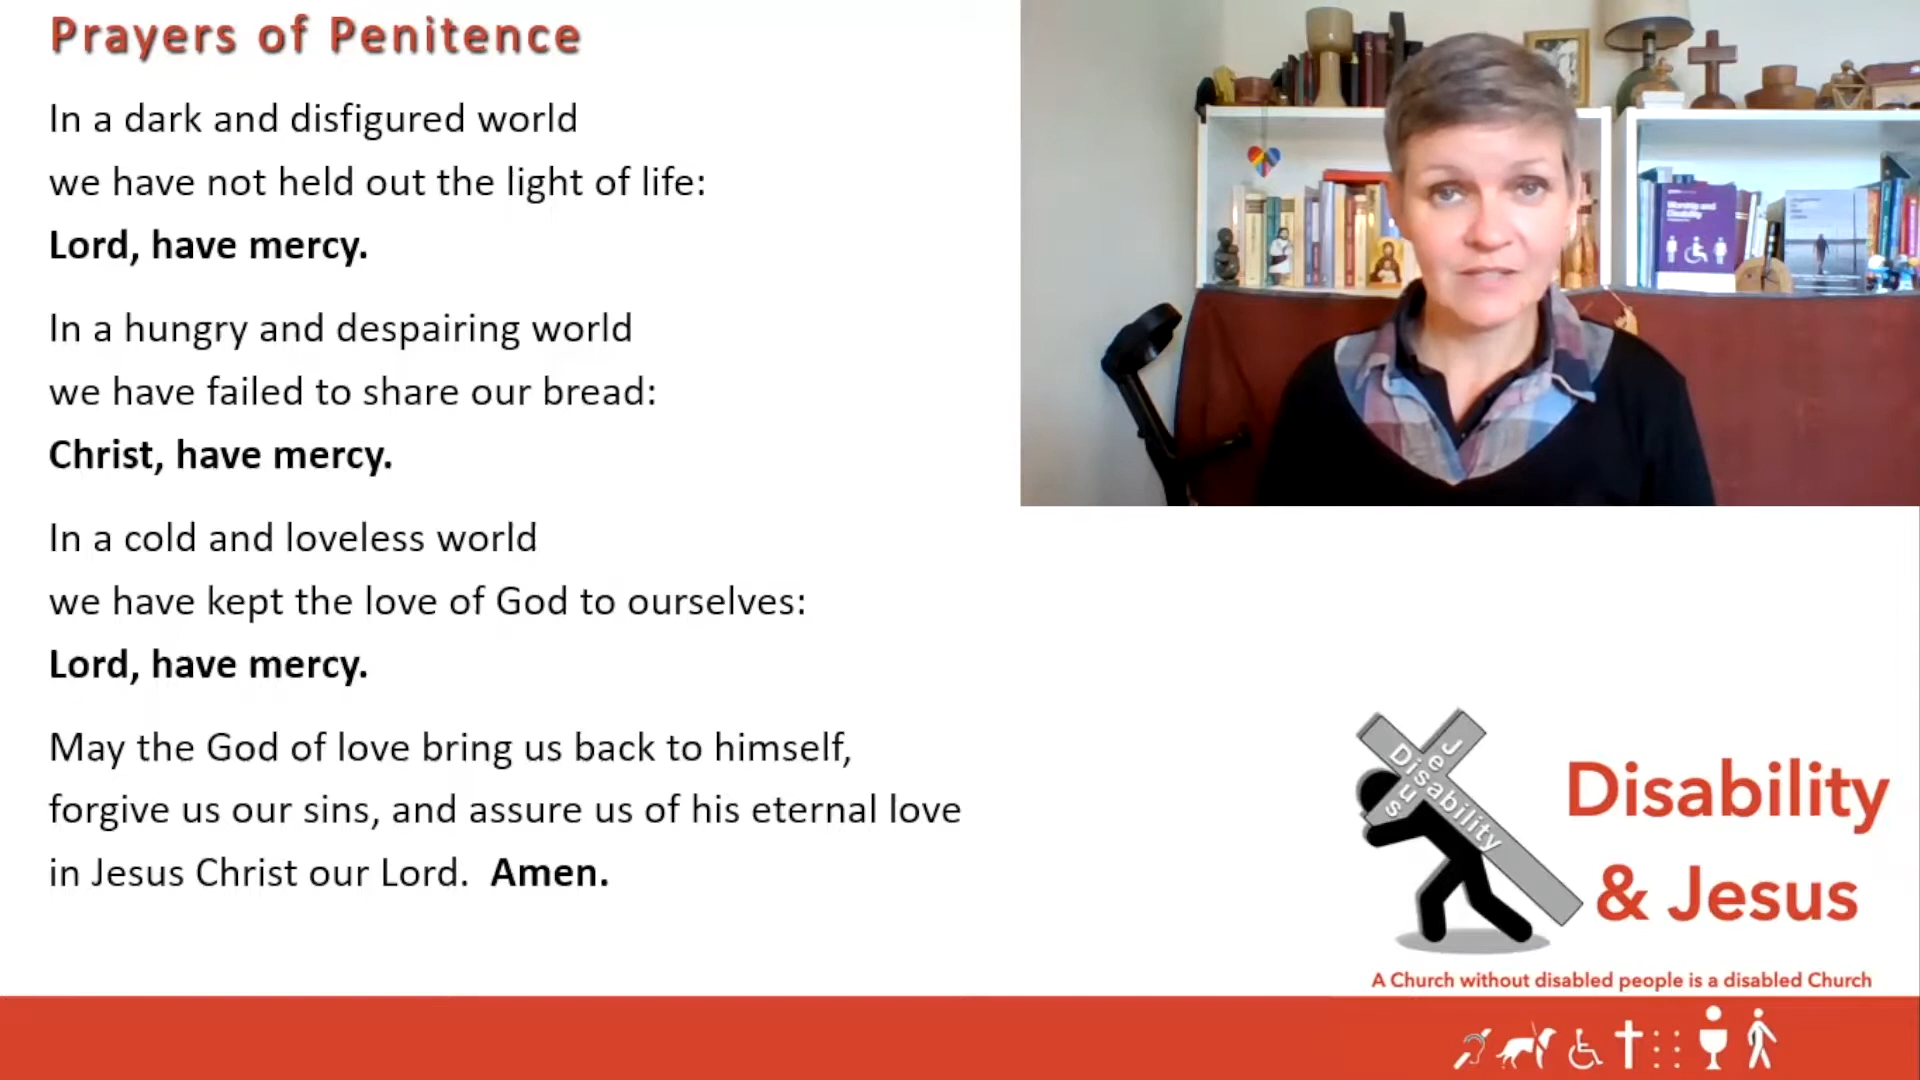 Prayers of Penitence
In a dark and disfigured world
we have not held out the light of life:
Lord, have mercy.
In a hungry and despairing world
we have failed to share our bread:
Christ, have mercy.
In a cold and loveless world
we have kept the love of God to ourselves:
Lord, have mercy.
May the God of love bring us back to himself,
forgive us our sins, and assure us of his eternal love
in Jesus Christ our Lord. Amen.
Worship and
Disability
Jesus
Disability
Disability
& Jesus
A Church without disabled people is a disabled Church